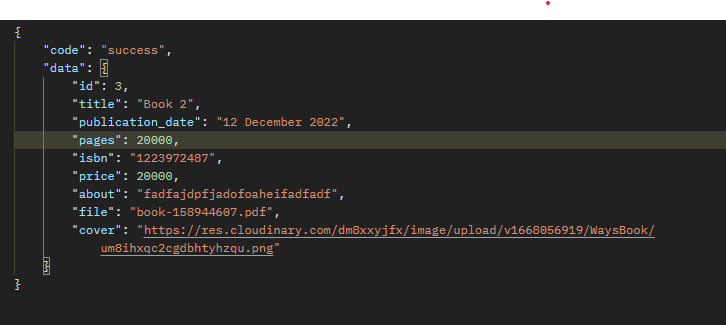 {
"code": "success",
"data": {
"id": 3,
"title": "Book 2",
"publication_date": "12 December 2022",
"pages": 20000,
"isbn": "1223972487",
"price": 20000,
"about": "fadfajdpfjadofoaheifadfadf",
"file": "book-158944607.pdf",
"cover": "https://res.cloudinary.com/dm8xxyjfx/image/upload/v1668056919/WaysBook/
um8ihxqc2cgdbhtyhzqu.png"
}
}